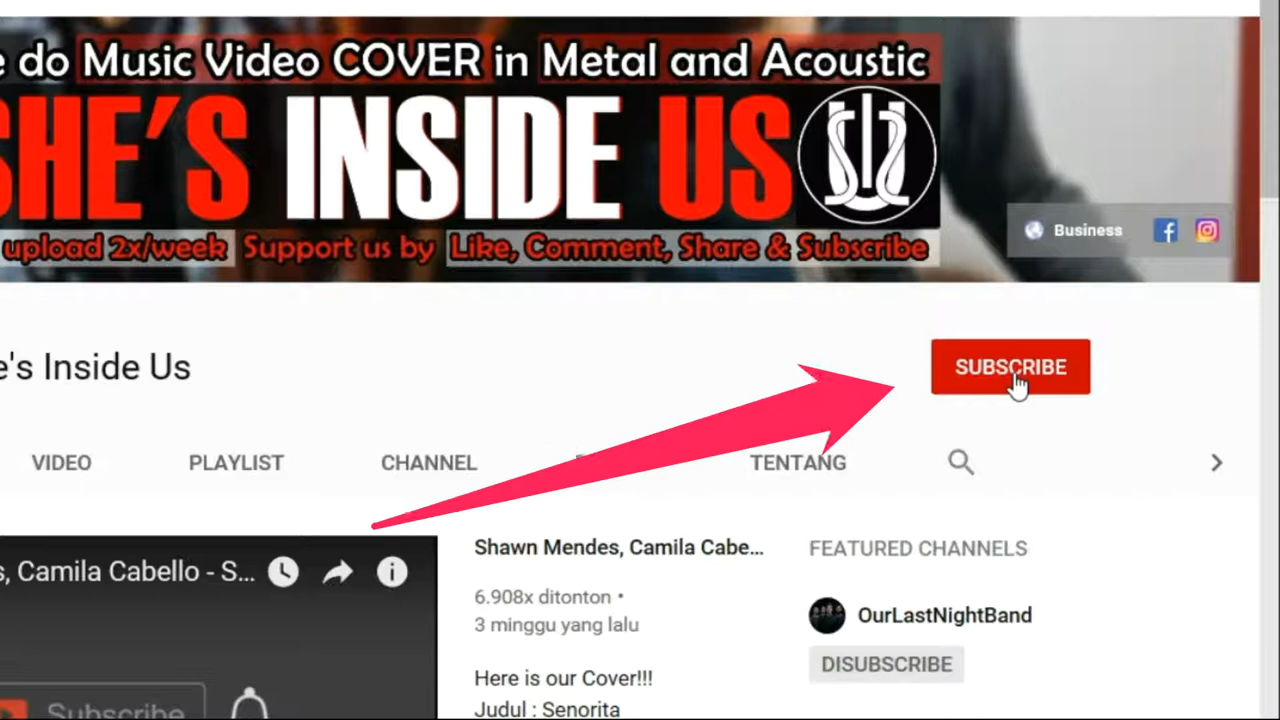 do Music Video COVER in Metal and Acoustic
SHE'S INSIDE US
upload 2x/week Support us by Like, Comment, Share & Subscribe
Business
e's Inside Us
SUBSCRIBE
VIDEO
PLAYLIST
CHANNEL
TENTANG
s, Camila Cabello - S...
Subscribe
Shawn Mendes, Camila Cabe...
6.908x ditonton •
3 minggu yang lalu
Here is our Cover!!!
Judul : Senorita
FEATURED CHANNELS
OurLastNightBand
DISUBSCRIBE